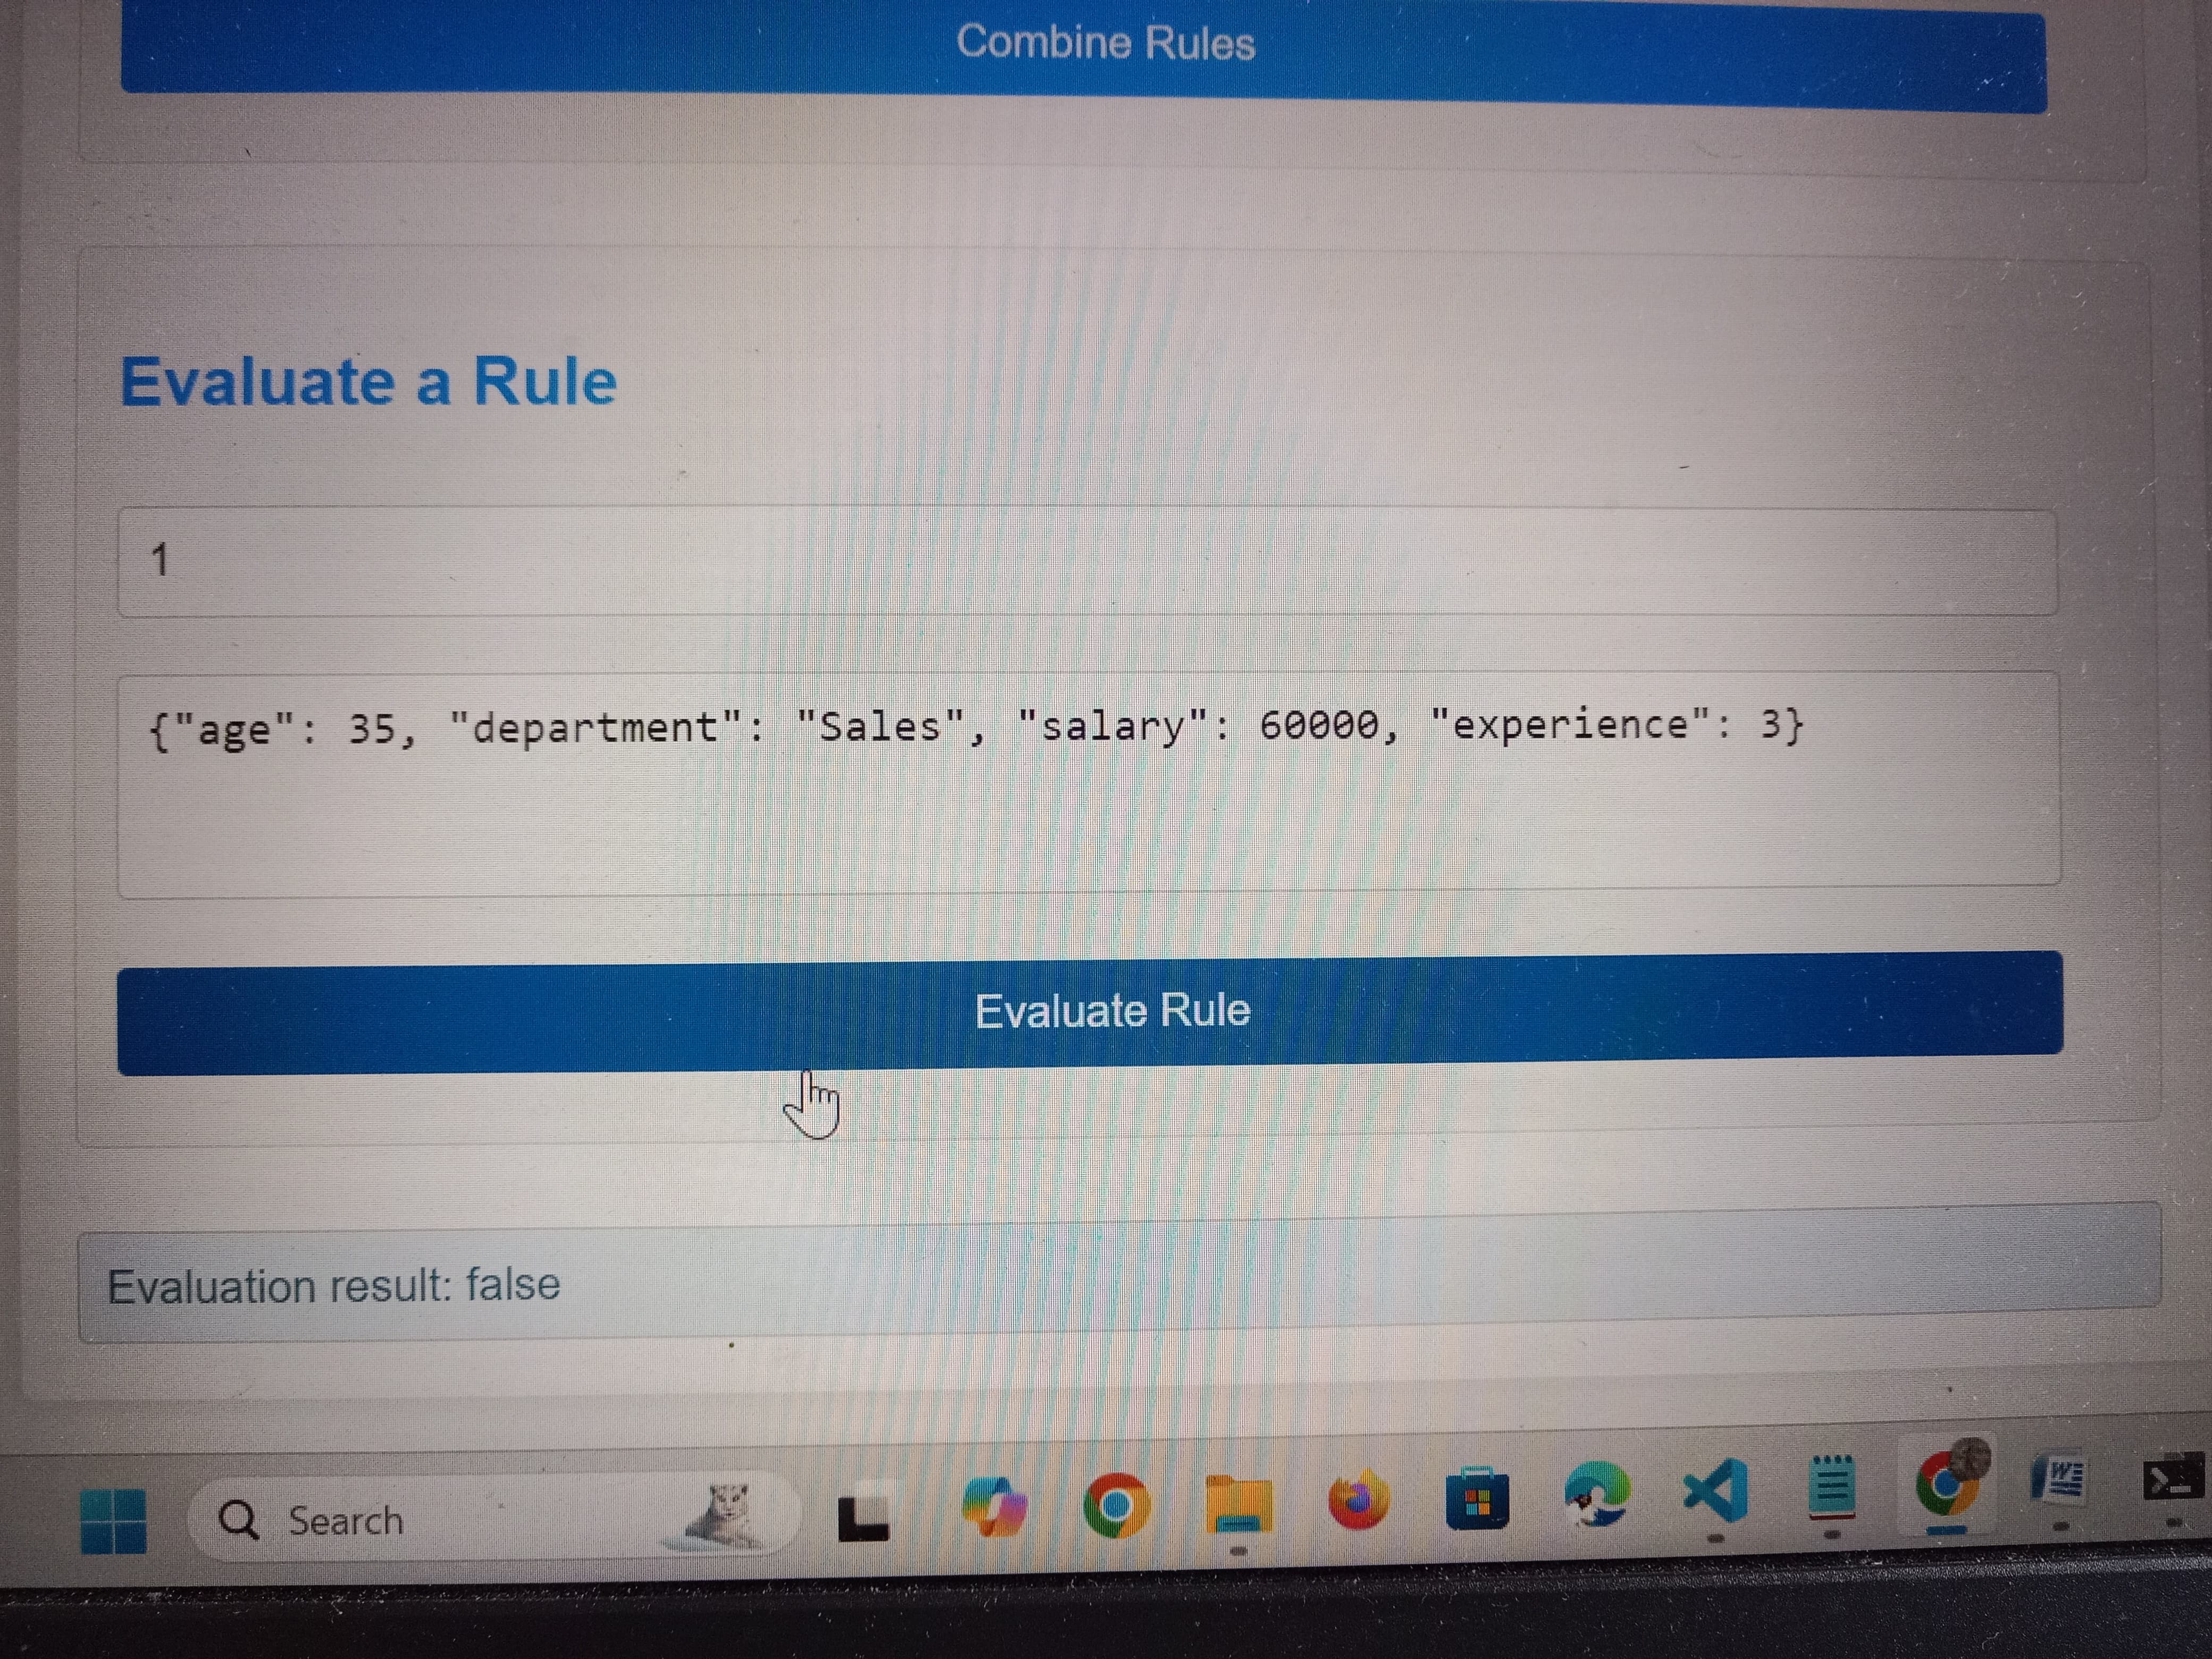 Combine Rules
Evaluate a Rule
1
{"age": 35, "department": "Sales", "salary": 60000, "experience": 3}
Evaluate Rule
Evaluation result: false
Search